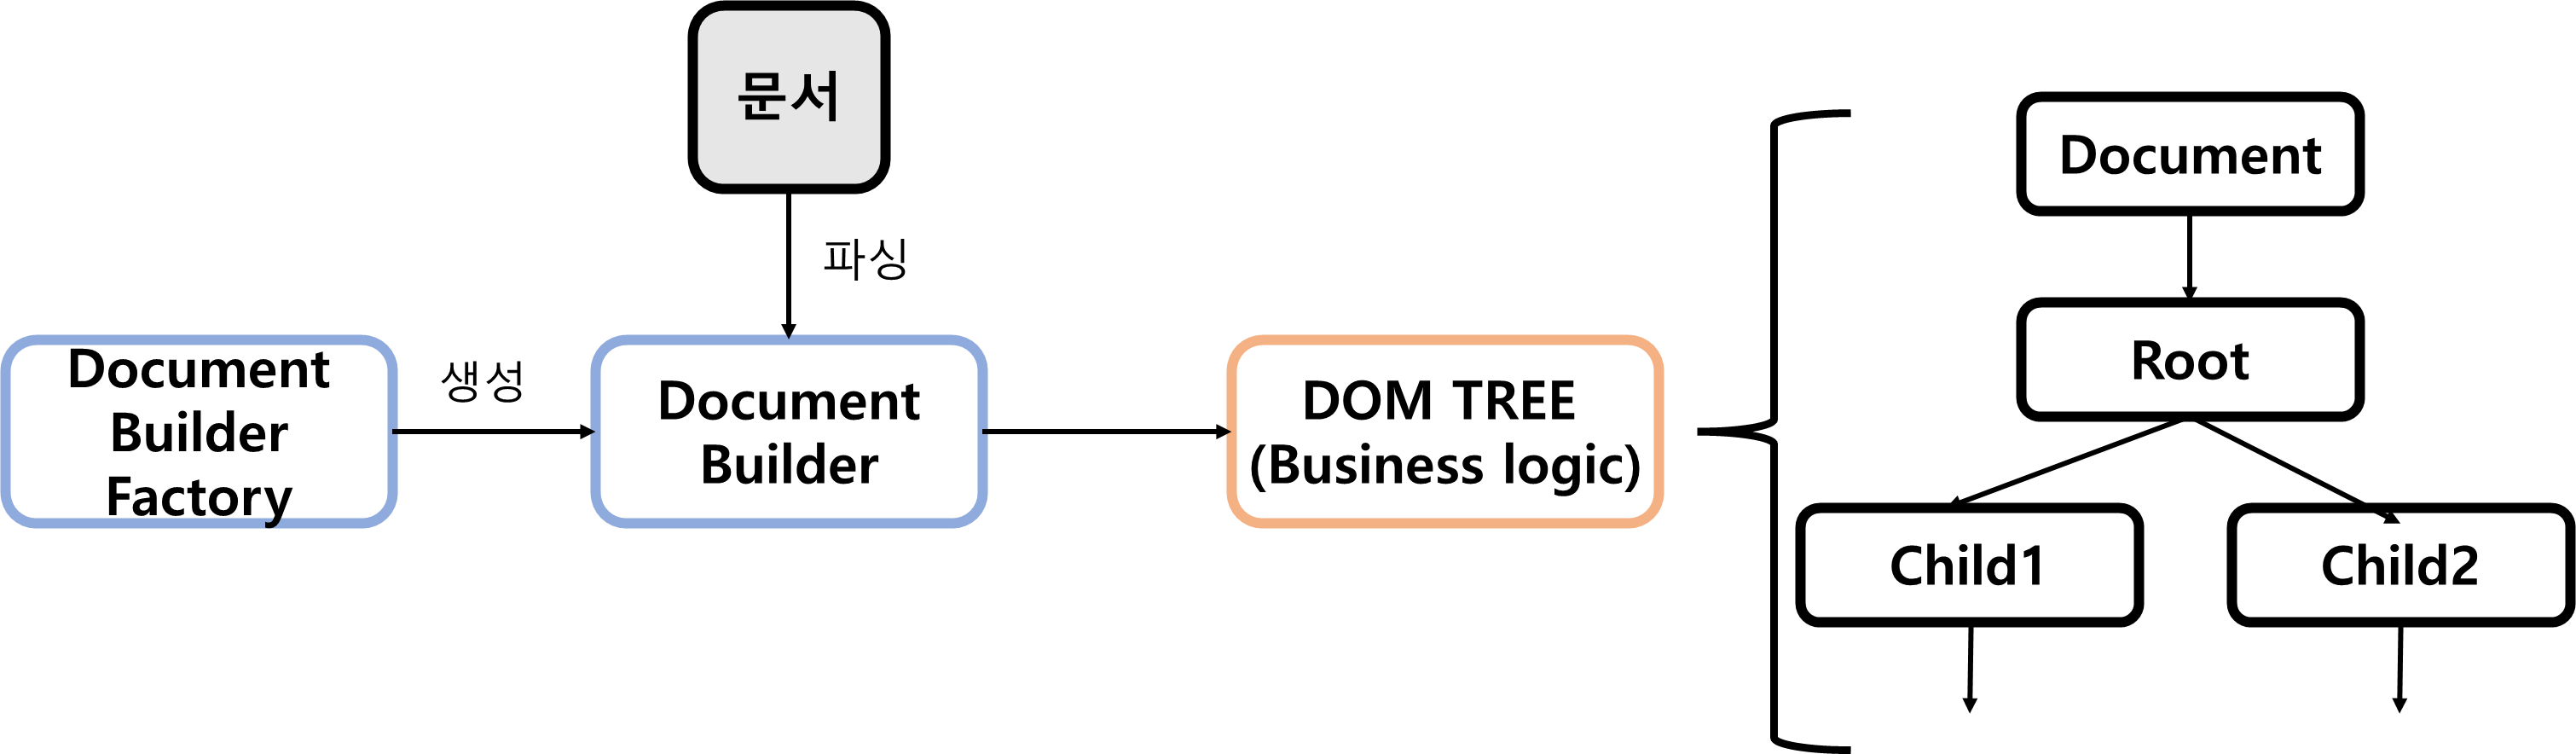 문서
파싱
Document
Builder
Factory
생성
Document
Builder
DOM TREE
(Business logic)
Document
Root
Child1
Child2